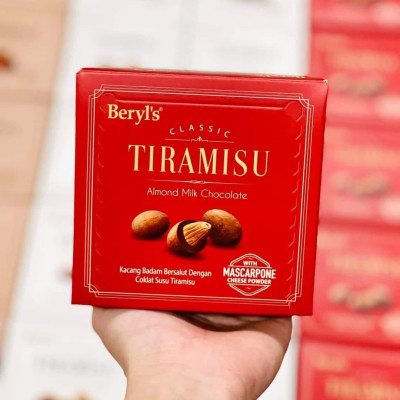 Beryl's®
CLASSIC
TIRAMISU
Almond Milk Chocolate
Kacang Badam Bersalut Dengan
Coklat Susu Tiramisu
WITH
MASCARPONE
CHEESE POWDER